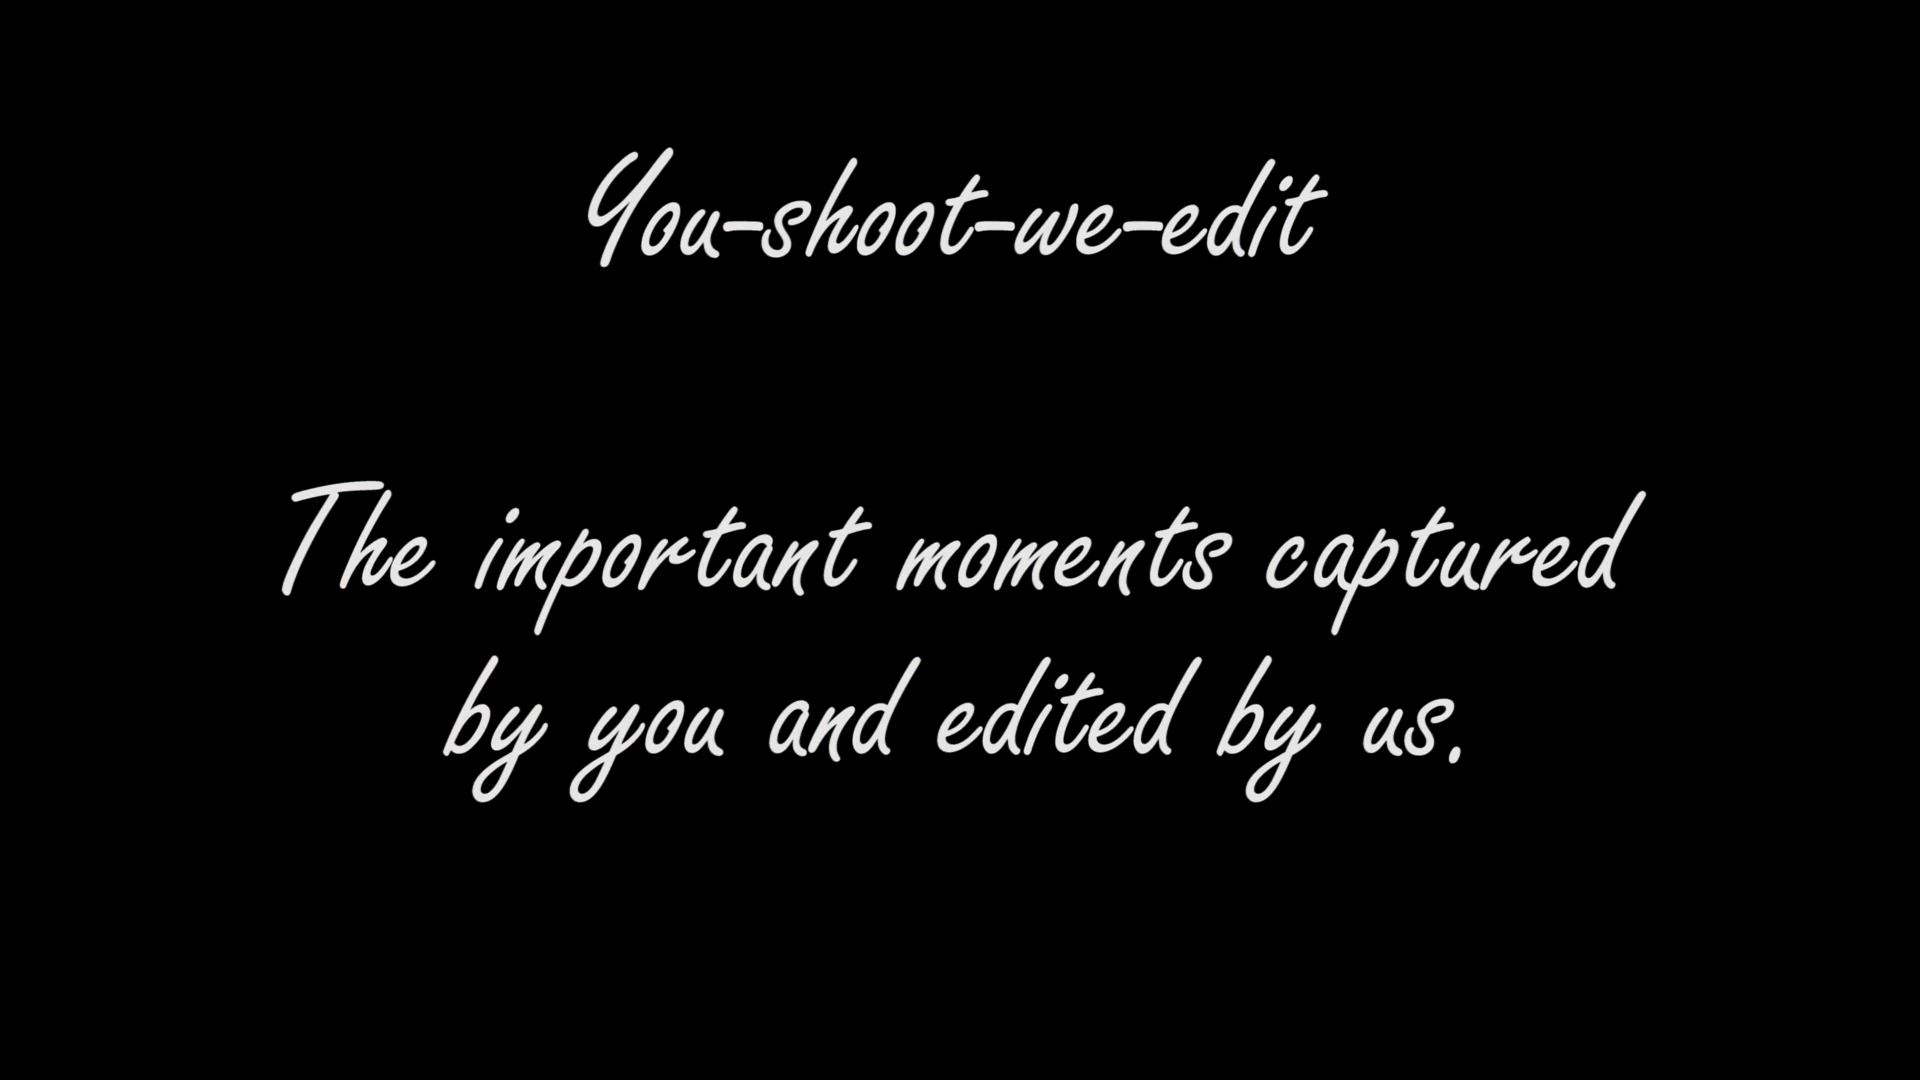 You-shoot-we-edit
The important moments captured
by you and edited by us.